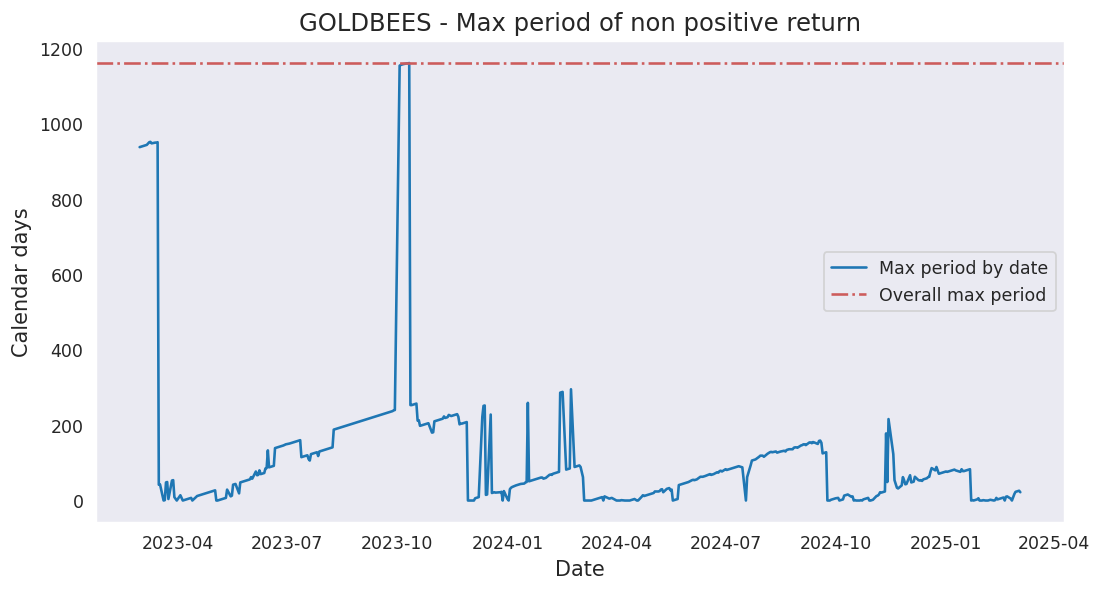 GOLDBEES - Max period of non positive return
1200
1000
800
600
400
200
0
Calendar days
Max period by date
Overall max period
2023-04 2023-07 2023-10 2024-01 2024-04 2024-07 2024-10 2025-01 2025-04
Date